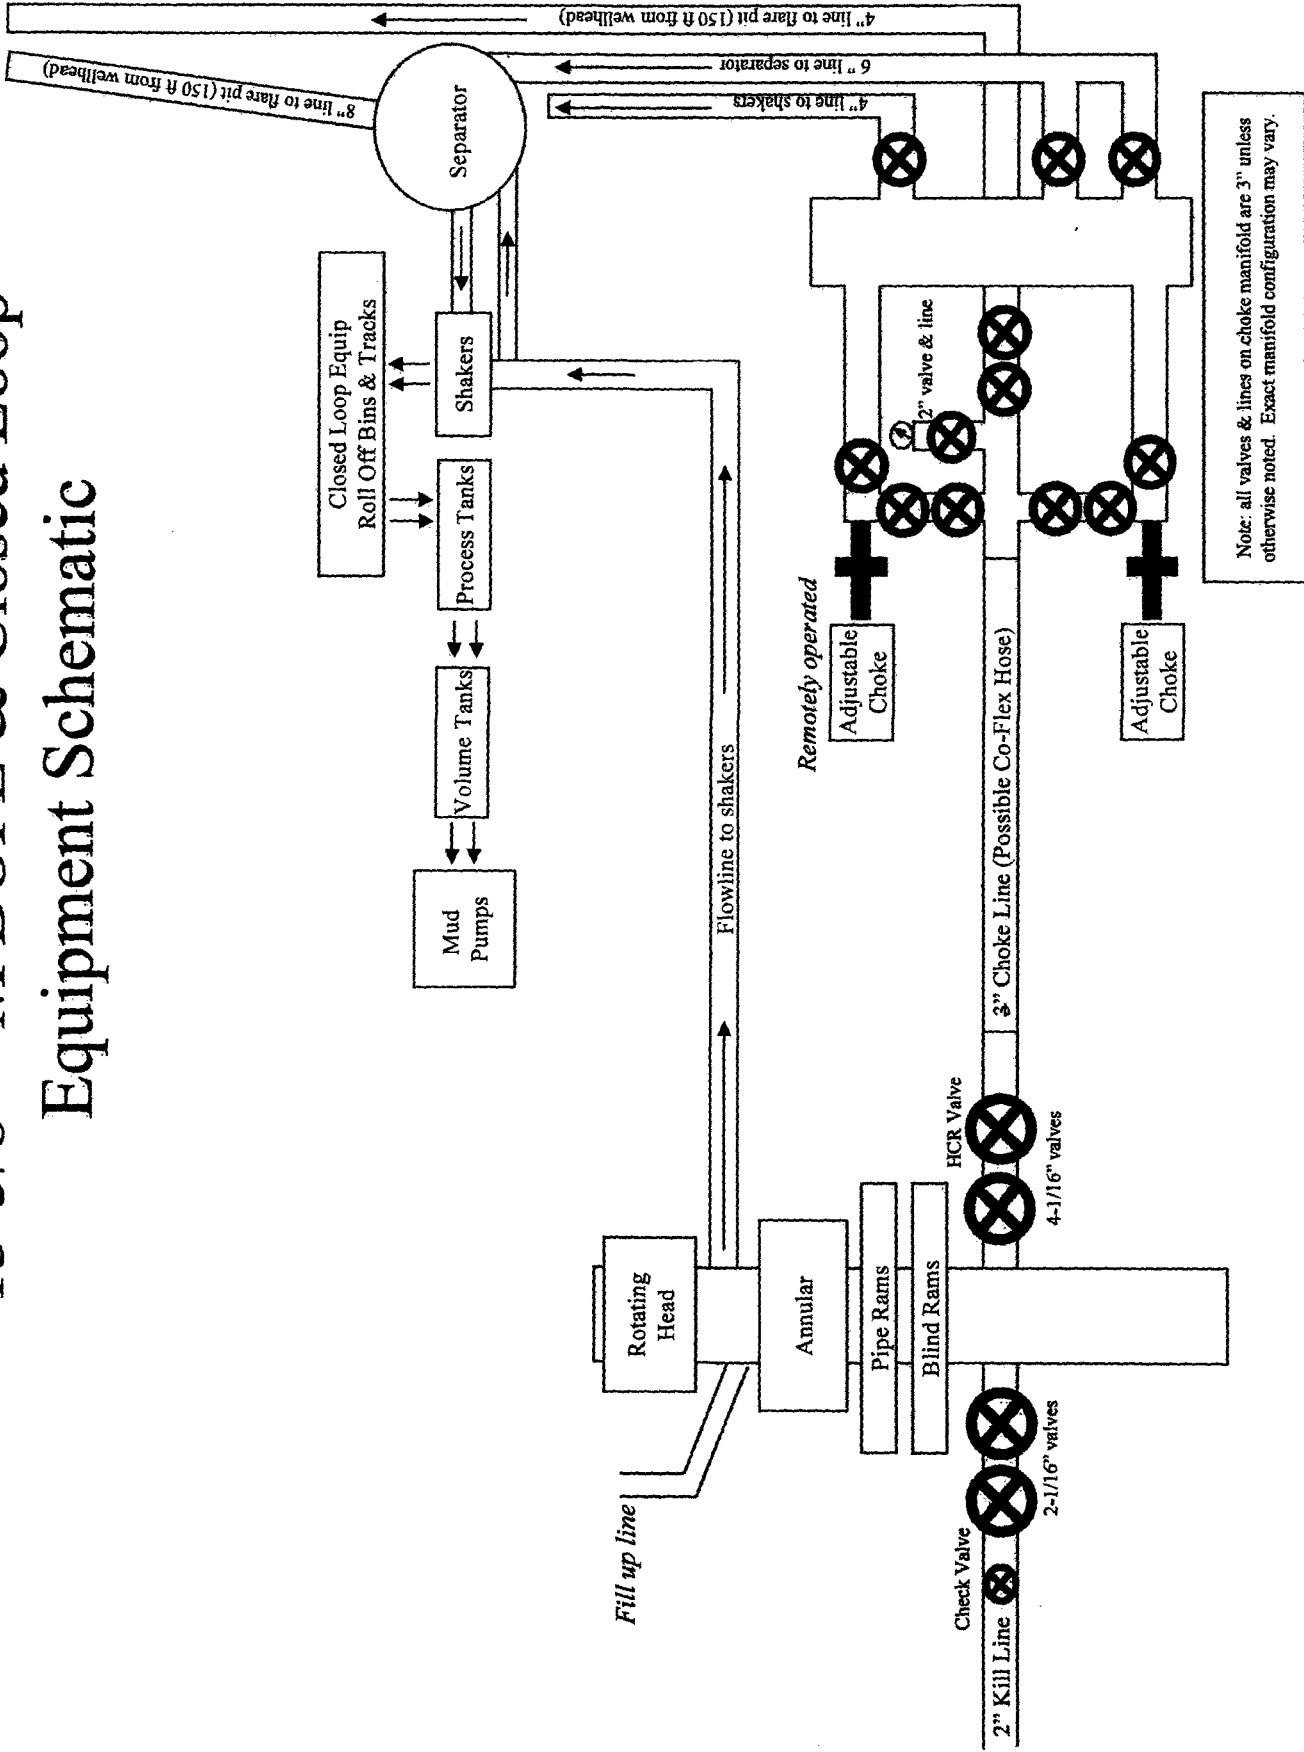 Equipment Schematic
4" line to flare pit (150 ft from wellhead)
8" line to flare pit (150 ft from wellhead)
6" line to separator
4" line to shakers
Separator
Closed Loop Equip
Roll Off Bins & Tracks
Shakers
Process Tanks
Volume Tanks
Mud
Pumps
Flowline to shakers
Rotating
Head
Fill up line
Annular
Pipe Rams
Blind Rams
Check Valve
2" Kill Line
2-1/16" valves
HCR Valve
4-1/16" valves
3" Choke Line (Possible Co-Flex Hose)
Remotely operated
Adjustable
Choke
Adjustable
Choke
2" valve & line
Note: all valves & lines on choke manifold are 3" unless
otherwise noted. Exact manifold configuration may vary.